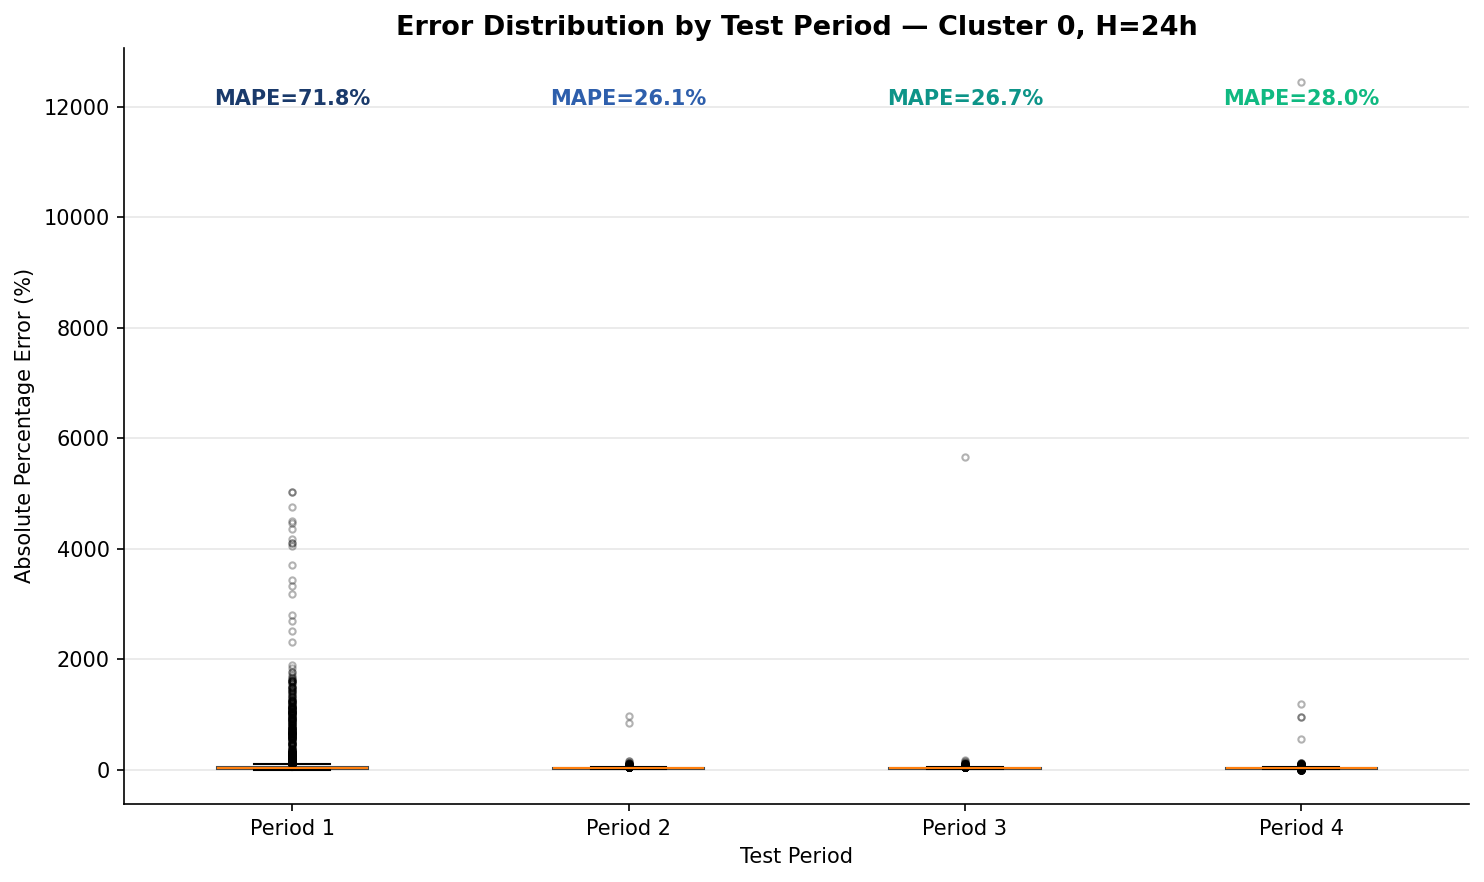 Error Distribution by Test Period — Cluster 0, H=24h
MAPE=71.8%
MAPE=26.1%
MAPE=26.7%
MAPE=28.0%
Absolute Percentage Error (%)
12000
10000
8000
6000
4000
2000
0
Period 1
Period 2
Period 3
Period 4
Test Period